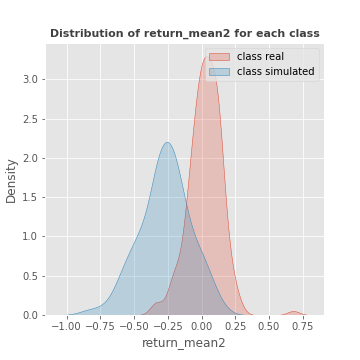 Distribution of return_mean2 for each class
class real
class simulated
Density
3.0
2.5
2.0
1.5
1.0
0.5
0.0
−1.00 −0.75 −0.50 −0.25 0.00 0.25 0.50 0.75
return_mean2